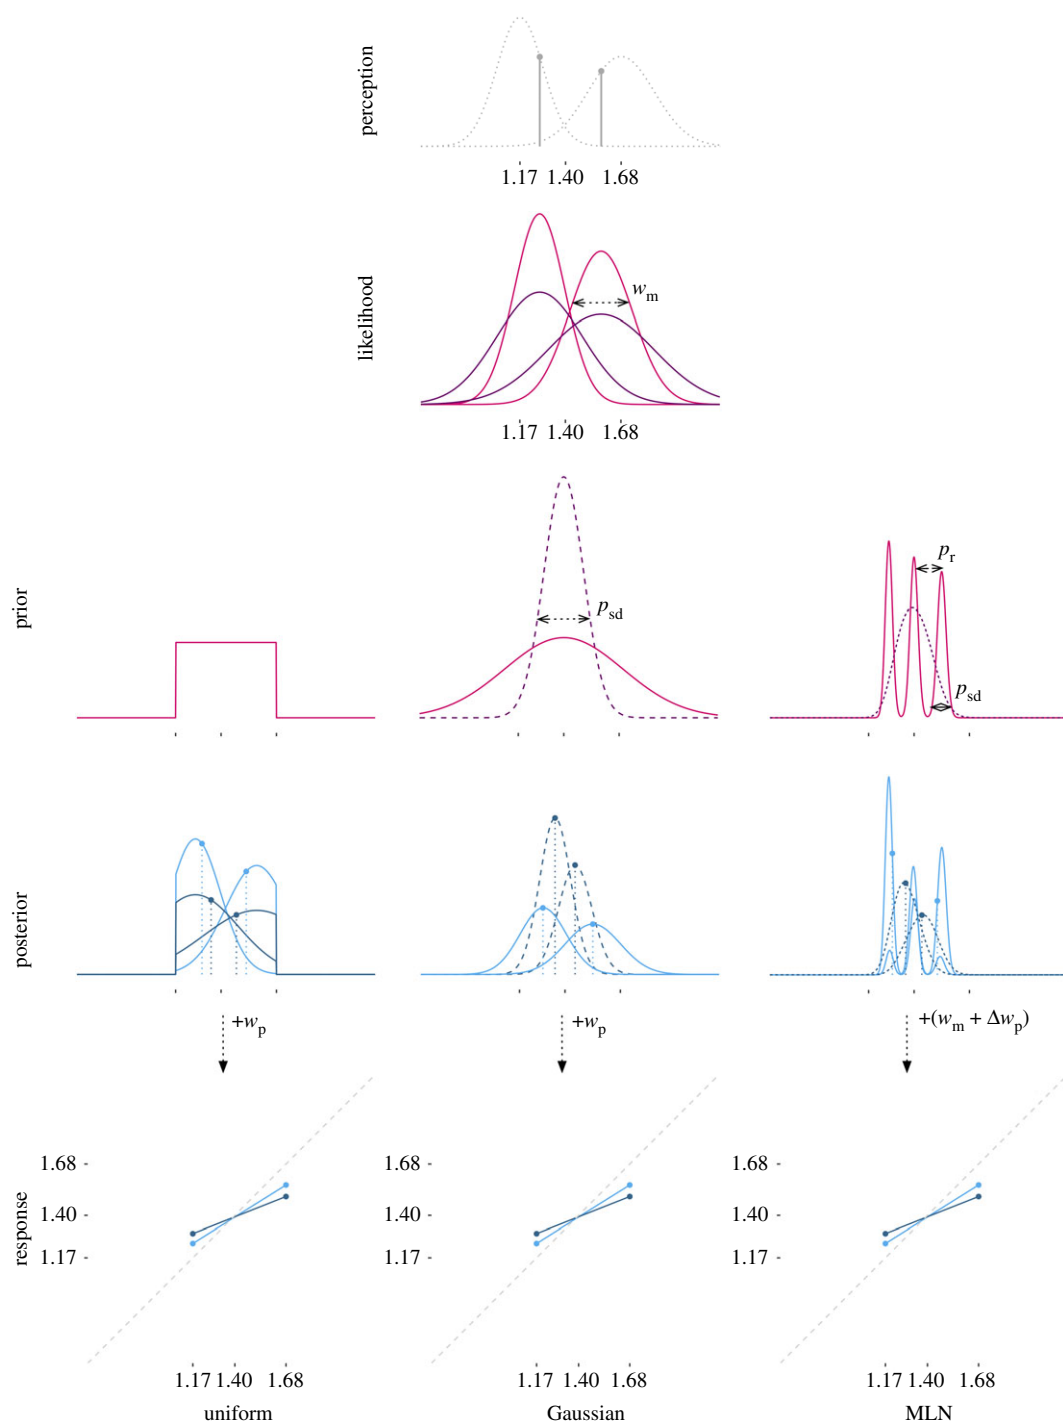 perception
1.17 1.40 1.68
likelihood
w_m
1.17 1.40 1.68
prior
p_sd
p_r
p_sd
posterior
+w_p
+w_p
+(w_m + Δw_p)
response
1.68
1.40
1.17
1.68
1.40
1.17
1.68
1.40
1.17
1.17 1.40 1.68
1.17 1.40 1.68
1.17 1.40 1.68
uniform
Gaussian
MLN